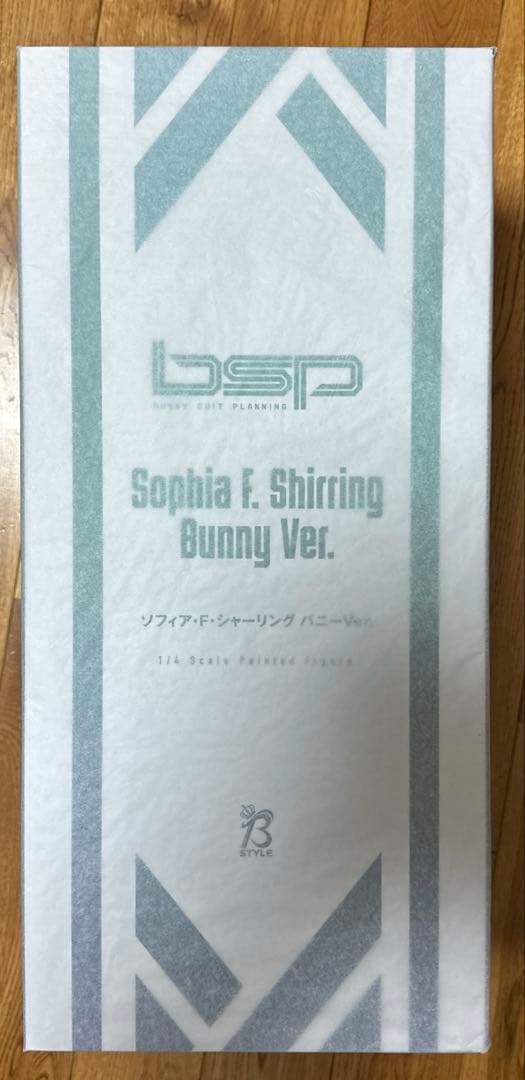 bsp
BUNNY SUIT PLANNING
Sophia F. Shirring
Bunny Ver.
ソフィア・F・シャーリング バニーVer.
1/4 Scale Painted Figure
B
STYLE